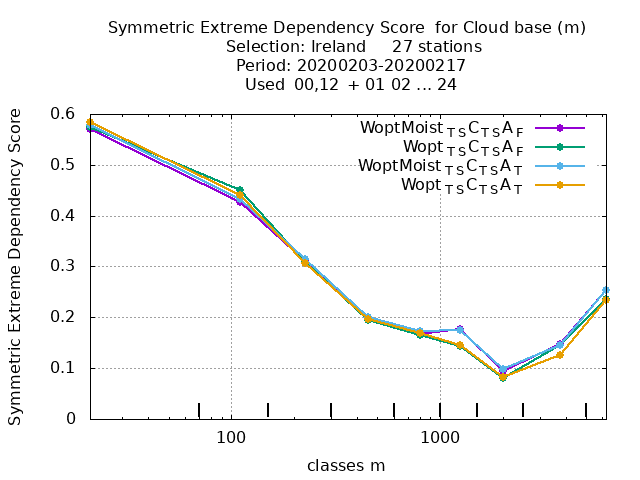 Symmetric Extreme Dependency Score  for Cloud base (m)
Selection: Ireland     27 stations
Period: 20200203-20200217
Used  00,12  + 01 02 ... 24
Symmetric Extreme Dependency Score
0.6
0.5
0.4
0.3
0.2
0.1
0
WoptMoist TS C TS A F
Wopt TS C TS A F
WoptMoist TS C TS A T
Wopt TS C TS A T
100 1000
classes m